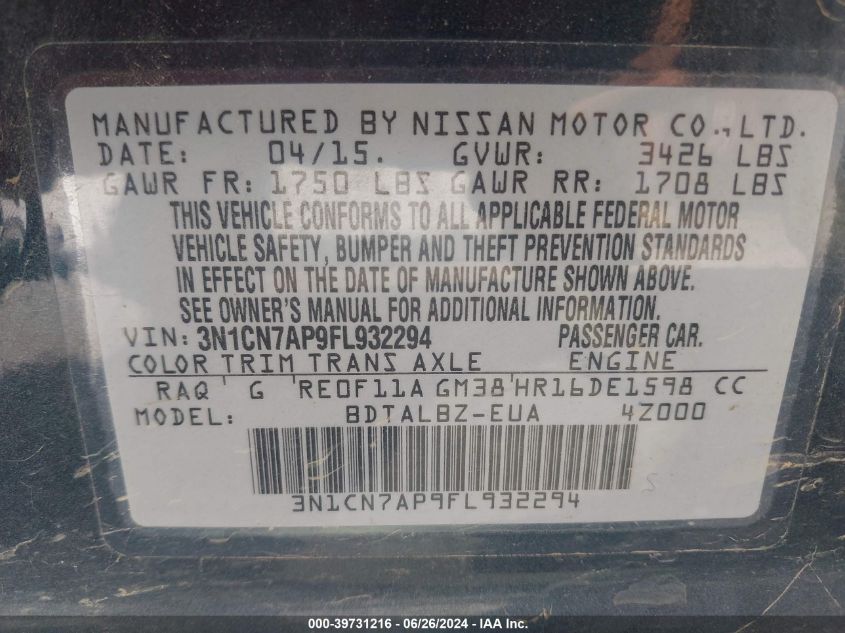 MANUFACTURED BY NISSAN MOTOR CO., LTD.
DATE: 04/15. GVWR: 3426 LBS
GAWR FR: 1750 LBS GAWR RR: 1708 LBS
THIS VEHICLE CONFORMS TO ALL APPLICABLE FEDERAL MOTOR
VEHICLE SAFETY, BUMPER AND THEFT PREVENTION STANDARDS
IN EFFECT ON THE DATE OF MANUFACTURE SHOWN ABOVE.
SEE OWNER'S MANUAL FOR ADDITIONAL INFORMATION.
VIN: 3N1CN7AP9FL932294 PASSENGER CAR.
COLOR TRIM TRANS AXLE ENGINE
RAQ ' G 'RE0F11A GM38'HR16DE1598 CC
MODEL: BDTALBZ-EUA 4Z000
3N1CN7AP9FL932294
S
000-39731216 | 06/26/2024 | IAAI.com